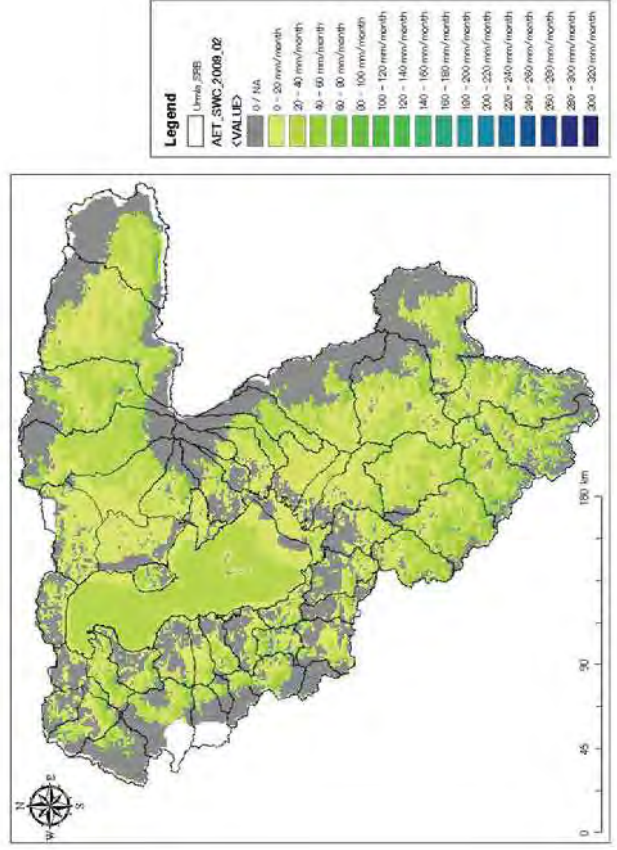 N
W
E
S
Legend
Urmia_SRB
AET_SWC_2009_02
<VALUE>
0 / NA
0 - 20 mm/month
20 - 40 mm/month
40 - 60 mm/month
60 - 80 mm/month
80 - 100 mm/month
100 - 120 mm/month
120 - 140 mm/month
140 - 160 mm/month
160 - 180 mm/month
180 - 200 mm/month
200 - 220 mm/month
220 - 240 mm/month
240 - 260 mm/month
260 - 280 mm/month
280 - 300 mm/month
300 - 320 mm/month
0 45 90 180 km